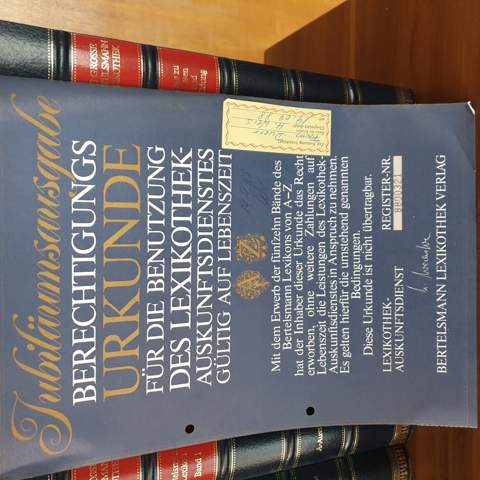 Jubiläumsausgabe
BERECHTIGUNGS
URKUNDE
FÜR DIE BENUTZUNG
DES LEXIKOTHEK-
AUSKUNFTSDIENSTES
GÜLTIG AUF LEBENSZEIT
Mit dem Erwerb der fünfzehn Bände des
Bertelsmann Lexikons von A–Z
hat der Inhaber dieser Urkunde das Recht
erworben, ohne weitere Zahlungen auf
Lebenszeit die Leistungen des Lexikothek-
Auskunftsdienstes in Anspruch zu nehmen.
Es gelten hierfür die umstehend genannten
Bedingungen.
Diese Urkunde ist nicht übertragbar.
LEXIKOTHEK-
AUSKUNFTSDIENST
REGISTER-NR.
BERTELSMANN LEXIKOTHEK VERLAG
GROSSE
Band 1